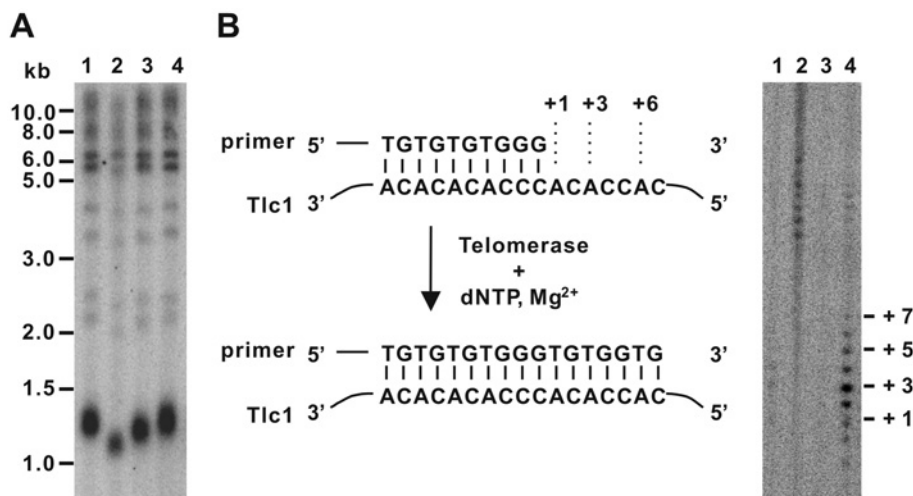 A
B
1 2 3 4
kb
10.0
8.0
6.0
5.0
3.0
2.0
1.5
1.0
+1 +3 +6
primer 5’ TGTGTGTGGG 3’
Tlc1 3’ ACACACACCCACACCAC 5’
Telomerase
+
dNTP, Mg2+
primer 5’ TGTGTGTGGGTGTGGTG 3’
Tlc1 3’ ACACACACCCACACCAC 5’
1 2 3 4
+ 7
+ 5
+ 3
+ 1